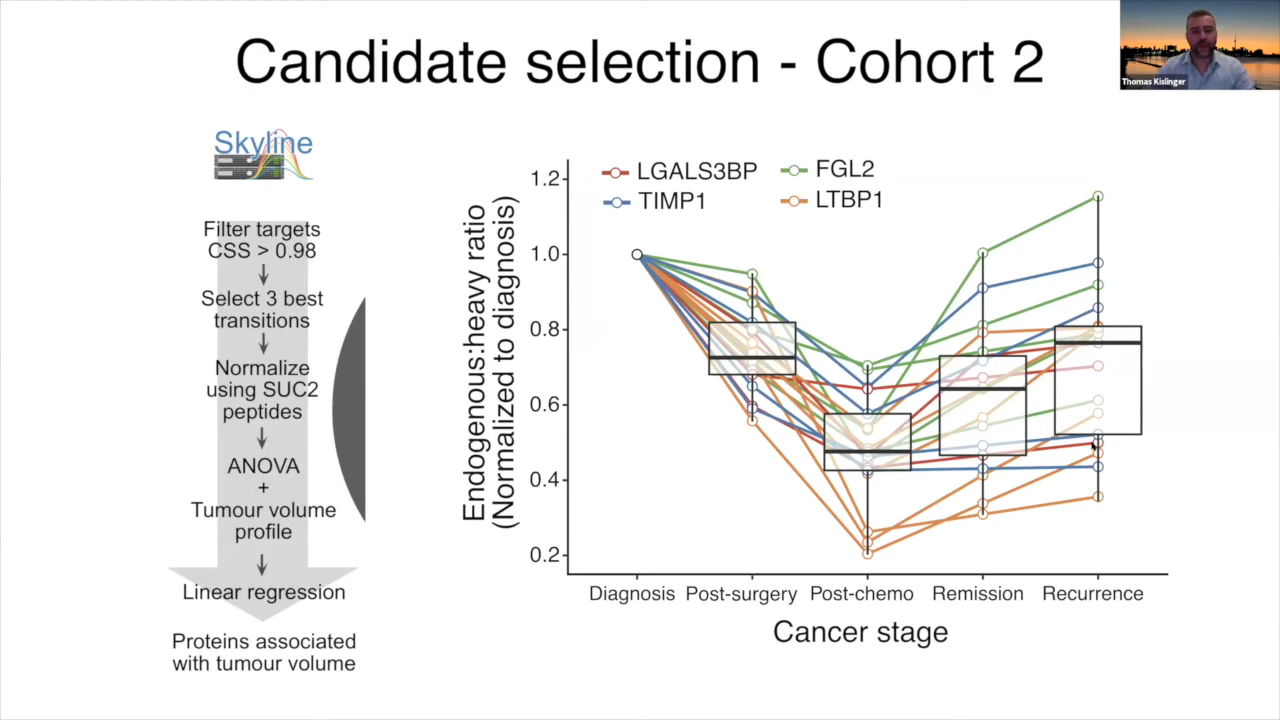 Candidate selection - Cohort 2
Thomas Kislinger
Skyline
Filter targets
CSS > 0.98
Select 3 best
transitions
Normalize
using SUC2
peptides
ANOVA
+
Tumour volume
profile
Linear regression
Proteins associated
with tumour volume
Endogenous:heavy ratio
(Normalized to diagnosis)
LGALS3BP
FGL2
TIMP1
LTBP1
1.2
1.0
0.8
0.6
0.4
0.2
Diagnosis
Post-surgery
Post-chemo
Remission
Recurrence
Cancer stage